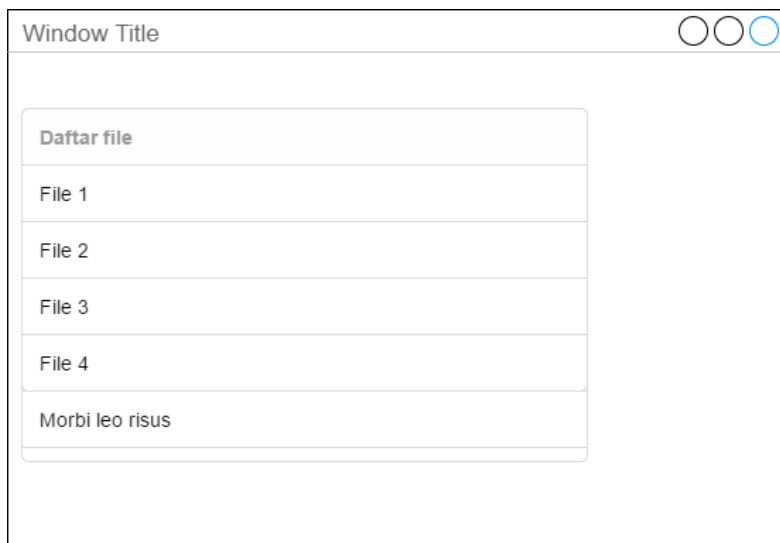 Window Title
Daftar file
File 1
File 2
File 3
File 4
Morbi leo risus